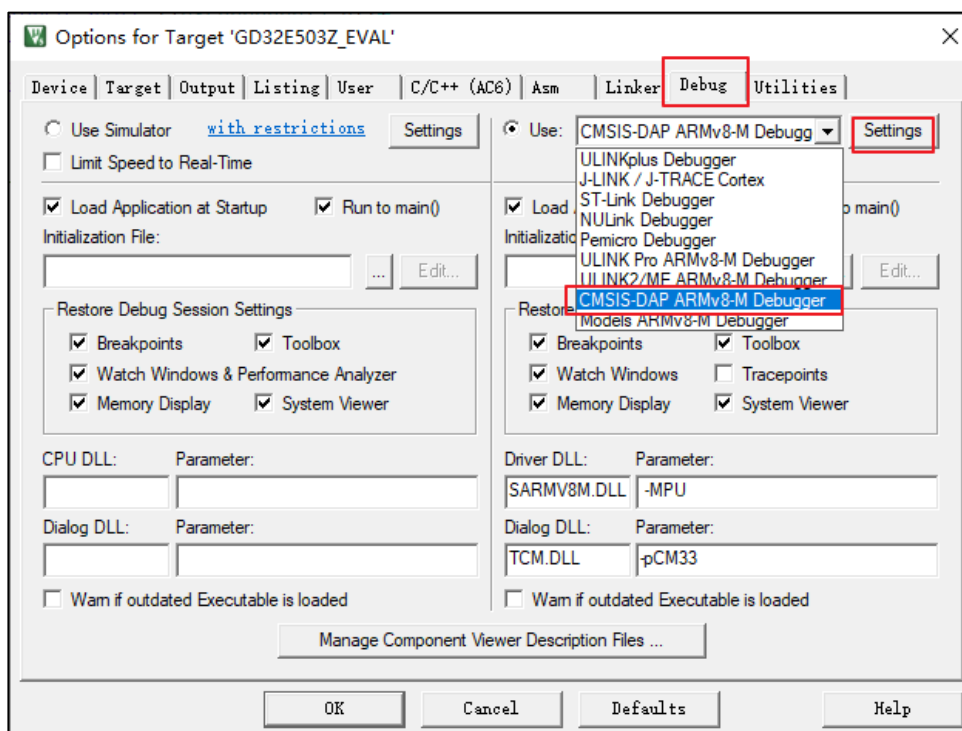 Options for Target 'GD32E503Z_EVAL'
Device Target Output Listing User C/C++ (AC6) Asm Linker Debug Utilities
Use Simulator with restrictions Settings
Limit Speed to Real-Time
Load Application at Startup Run to main()
Initialization File:
... Edit...
Restore Debug Session Settings
Breakpoints Toolbox
Watch Windows & Performance Analyzer
Memory Display System Viewer
CPU DLL: Parameter:
Dialog DLL: Parameter:
Warn if outdated Executable is loaded
Use: CMSIS-DAP ARMv8-M Debugg Settings
ULINKplus Debugger
J-LINK / J-TRACE Cortex
ST-Link Debugger
NULink Debugger
Pemicro Debugger
ULINK Pro ARMv8-M Debugger
ULINK2/ME ARMv8-M Debugger
CMSIS-DAP ARMv8-M Debugger
Models ARMv8-M Debugger
Load main()
Edit...
Restore
Breakpoints Toolbox
Watch Windows Tracepoints
Memory Display System Viewer
Driver DLL: Parameter:
SARMV8M.DLL -MPU
Dialog DLL: Parameter:
TCM.DLL -pCM33
Warn if outdated Executable is loaded
Manage Component Viewer Description Files ...
OK Cancel Defaults Help